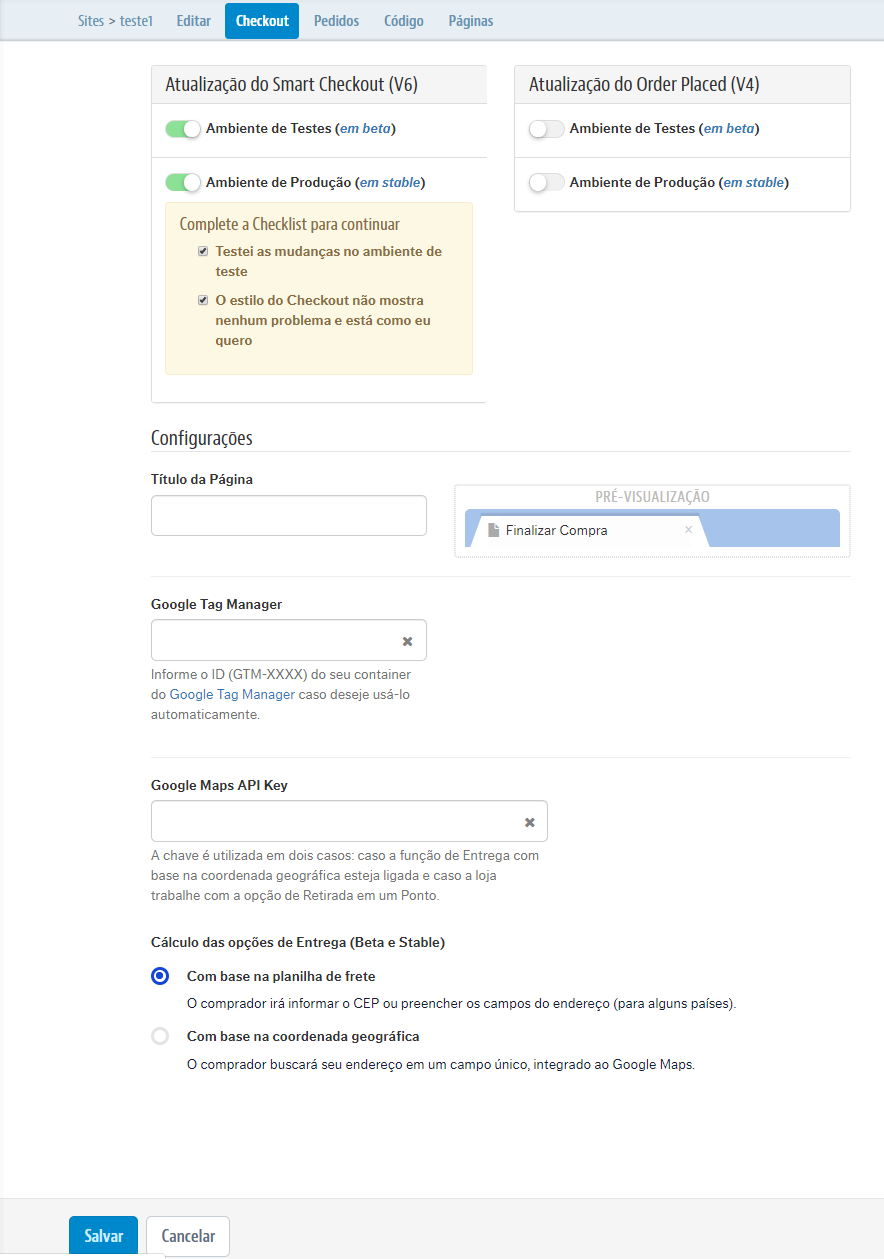 Sites > teste1 Editar Checkout Pedidos Código Páginas
Atualização do Smart Checkout (V6)
Ambiente de Testes (em beta)
Ambiente de Produção (em stable)
Complete a Checklist para continuar
Testei as mudanças no ambiente de
teste
O estilo do Checkout não mostra
nenhum problema e está como eu
quero
Atualização do Order Placed (V4)
Ambiente de Testes (em beta)
Ambiente de Produção (em stable)
Configurações
Título da Página
PRÉ-VISUALIZAÇÃO
Finalizar Compra
Google Tag Manager
Informe o ID (GTM-XXXX) do seu container
do Google Tag Manager caso deseje usá-lo
automaticamente.
Google Maps API Key
A chave é utilizada em dois casos: caso a função de Entrega com
base na coordenada geográfica esteja ligada e caso a loja
trabalhe com a opção de Retirada em um Ponto.
Cálculo das opções de Entrega (Beta e Stable)
Com base na planilha de frete
O comprador irá informar o CEP ou preencher os campos do endereço (para alguns países).
Com base na coordenada geográfica
O comprador buscará seu endereço em um campo único, integrado ao Google Maps.
Salvar Cancelar